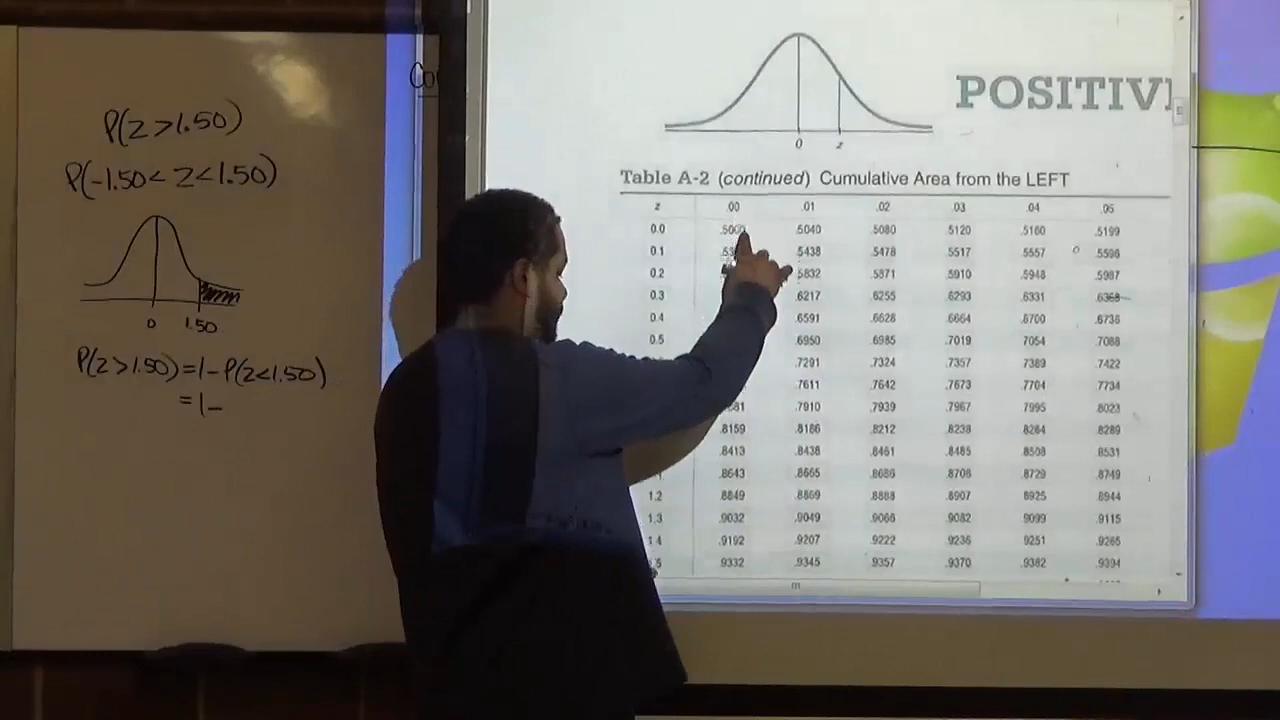 P(z>1.50)
P(-1.50<z<1.50)
0 1.50
P(z>1.50)=1-P(z<1.50)
=1-
Co
POSITIV
0 z
Table A-2 (continued) Cumulative Area from the LEFT
z .00 .01 .02 .03 .04 .05
0.0 .5000 .5040 .5080 .5120 .5160 .5199
0.1 .5438 .5478 .5517 .5557 .5596
0.2 .5832 .5871 .5910 .5948 .5987
0.3 .6217 .6255 .6293 .6331 .6368
0.4 .6591 .6628 .6664 .6700 .6736
0.5 .6950 .6985 .7019 .7054 .7088
.7291 .7324 .7357 .7389 .7422
.7611 .7642 .7673 .7704 .7734
.7910 .7939 .7967 .7995 .8023
.8159 .8186 .8212 .8238 .8264 .8289
.8413 .8438 .8461 .8485 .8508 .8531
.8643 .8665 .8686 .8708 .8729 .8749
1.2 .8849 .8869 .8888 .8907 .8925 .8944
1.3 .9032 .9049 .9066 .9082 .9099 .9115
1.4 .9192 .9207 .9222 .9236 .9251 .9265
.9332 .9345 .9357 .9370 .9382 .9394